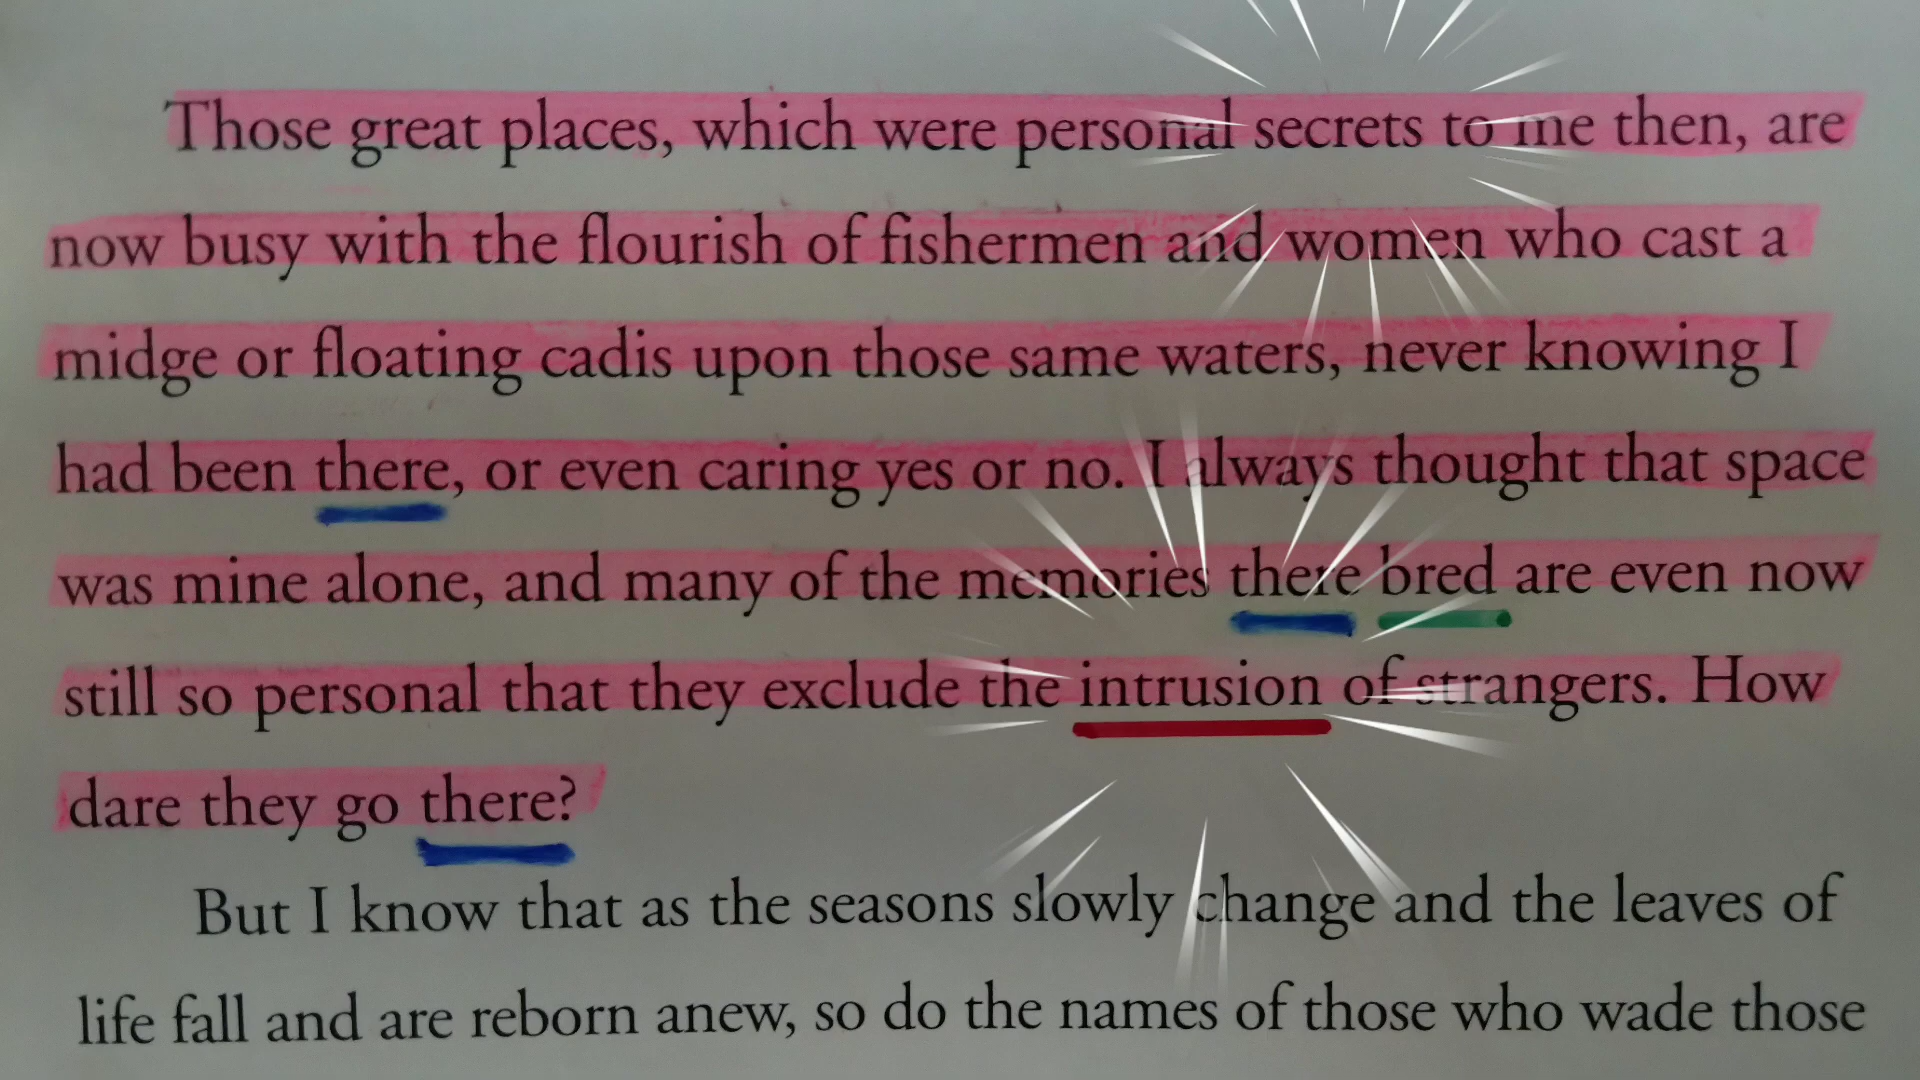 Those great places, which were personal secrets to me then, are
now busy with the flourish of fishermen and women who cast a
midge or floating cadis upon those same waters, never knowing I
had been there, or even caring yes or no. I always thought that space
was mine alone, and many of the memories there bred are even now
still so personal that they exclude the intrusion of strangers. How
dare they go there?
But I know that as the seasons slowly change and the leaves of
life fall and are reborn anew, so do the names of those who wade those